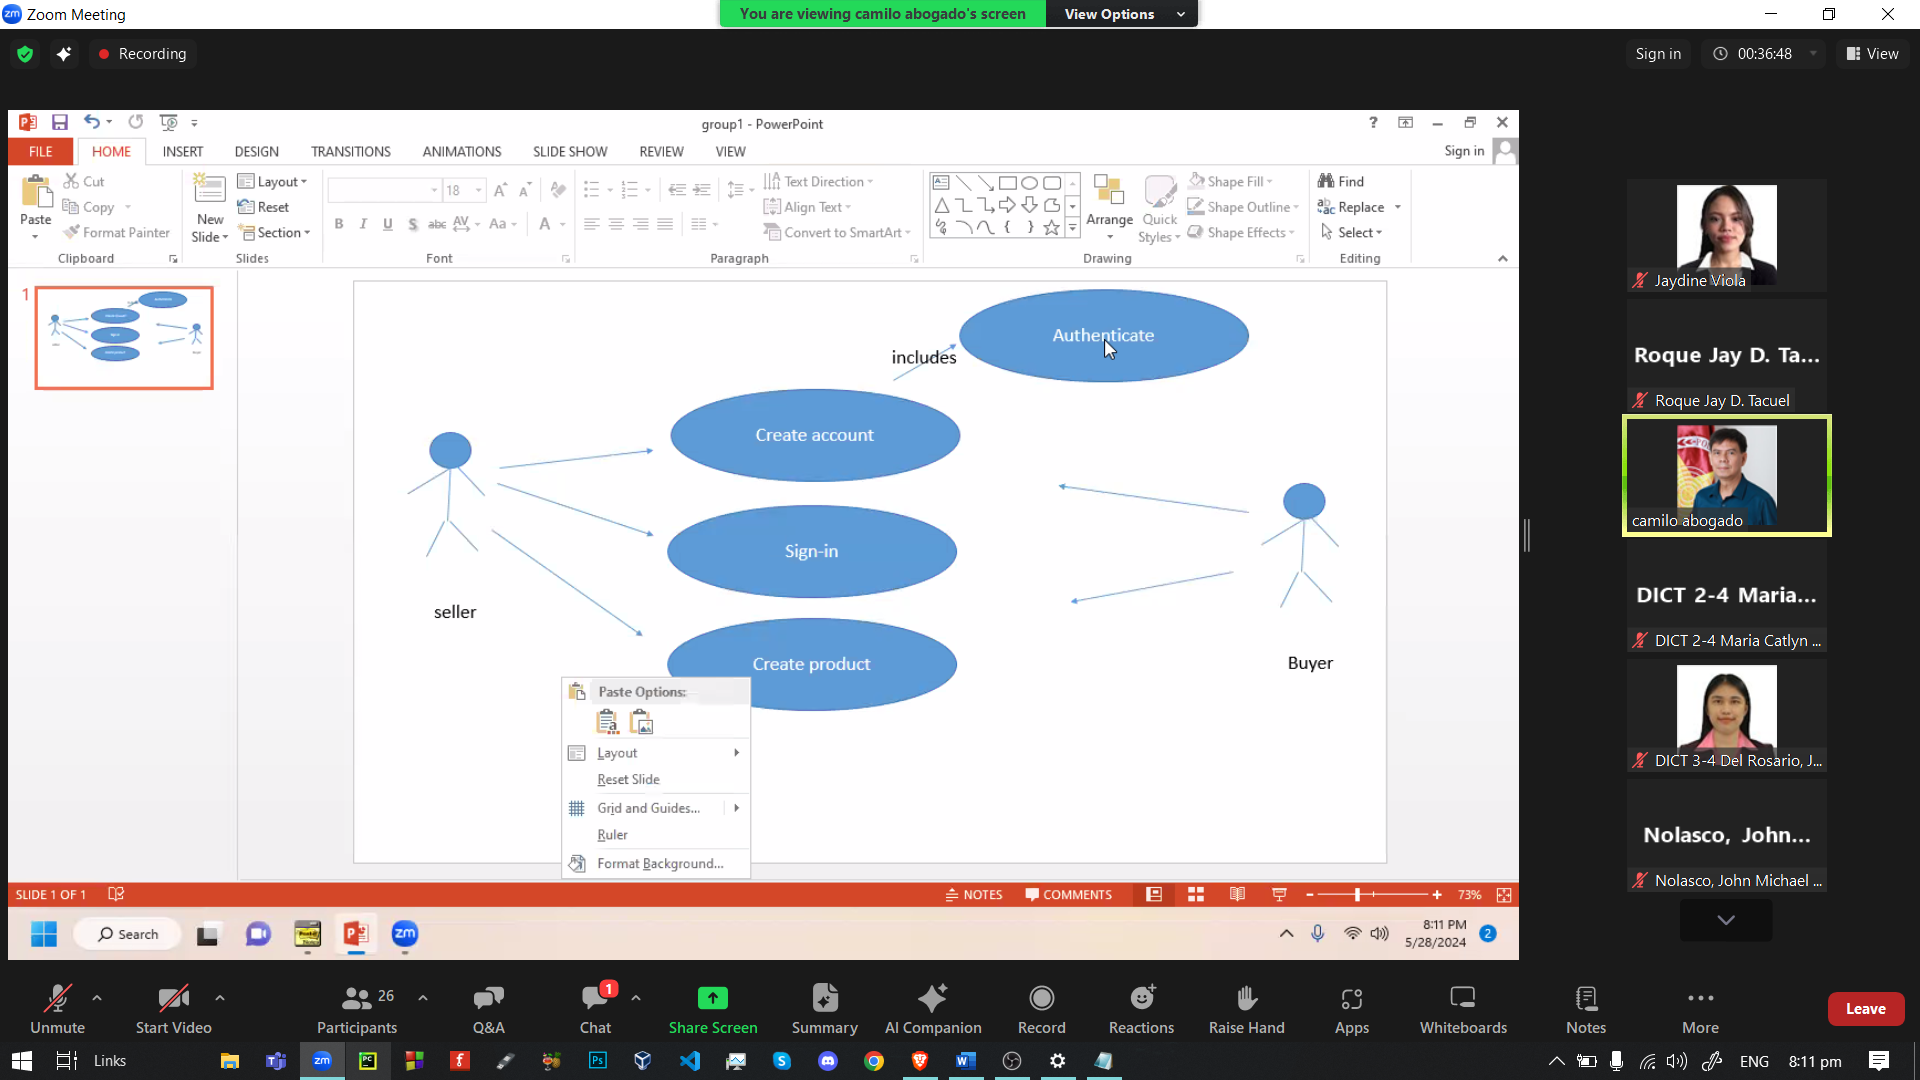 Zoom Meeting
You are viewing camilo abogado's screen
View Options
Recording
Sign in
00:36:48
View
group1 - PowerPoint
FILE
HOME
INSERT
DESIGN
TRANSITIONS
ANIMATIONS
SLIDE SHOW
REVIEW
VIEW
Sign in
Paste
Cut
Copy
Format Painter
Clipboard
New
Slide
Layout
Reset
Section
Slides
18
B I U S abc AV Aa A
Font
Text Direction
Align Text
Convert to SmartArt
Paragraph
Arrange
Quick
Styles
Shape Fill
Shape Outline
Shape Effects
Drawing
Find
Replace
Select
Editing
1
Authenticate
includes
Create account
Sign-in
Create product
seller
Buyer
Paste Options:
Layout
Reset Slide
Grid and Guides...
Ruler
Format Background...
SLIDE 1 OF 1
NOTES
COMMENTS
73%
Search
zm
8:11 PM
5/28/2024
2
Jaydine Viola
Roque Jay D. Ta...
Roque Jay D. Tacuel
camilo abogado
DICT 2-4 Maria...
DICT 2-4 Maria Catlyn ...
DICT 3-4 Del Rosario, J...
Nolasco, John...
Nolasco, John Michael ...
Unmute
Start Video
26
Participants
Q&A
1
Chat
Share Screen
Summary
AI Companion
Record
Reactions
Raise Hand
Apps
Whiteboards
Notes
More
Leave
Links
ENG
8:11 pm